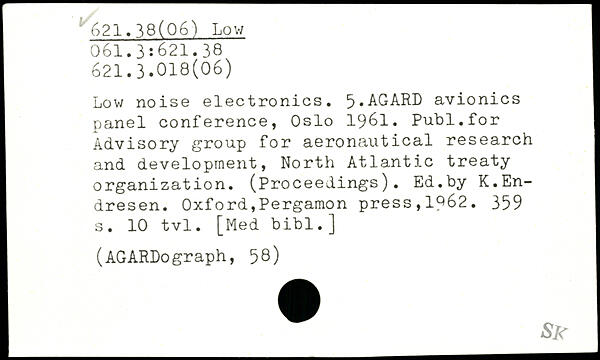 621.38(06) Low
061.3:621.38
621.3.018(06)
Low noise electronics. 5.AGARD avionics
panel conference, Oslo 1961. Publ.for
Advisory group for aeronautical research
and development, North Atlantic treaty
organization. (Proceedings). Ed.by K.En-
dresen. Oxford,Pergamon press,1962. 359
s. 10 tvl. [Med bibl.]
(AGARDograph, 58)
SK